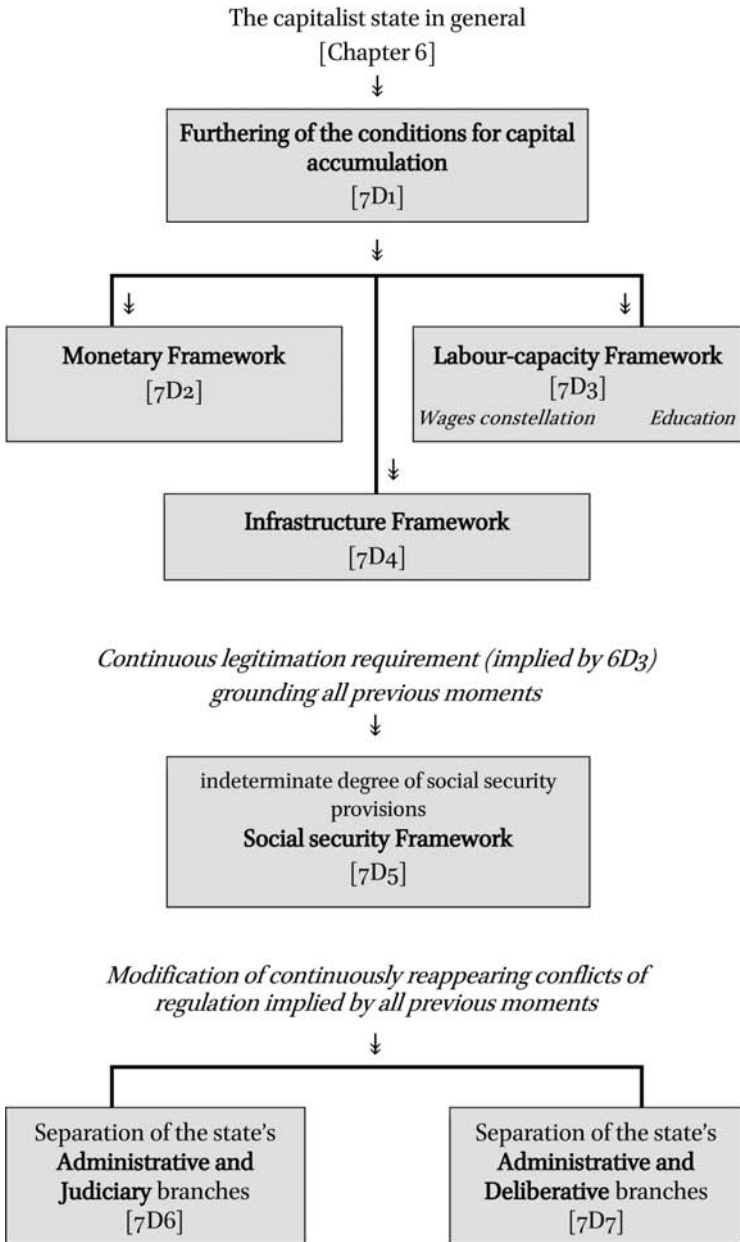 The capitalist state in general
[Chapter 6]
↡
Furthering of the conditions for capital
accumulation
[7D1]
↡
↡
↡
Monetary Framework
[7D2]
Labour-capacity Framework
[7D3]
Wages constellation Education
↡
Infrastructure Framework
[7D4]
Continuous legitimation requirement (implied by 6D3)
grounding all previous moments
↡
indeterminate degree of social security
provisions
Social security Framework
[7D5]
Modification of continuously reappearing conflicts of
regulation implied by all previous moments
↡
Separation of the state's
Administrative and
Judiciary branches
[7D6]
Separation of the state's
Administrative and
Deliberative branches
[7D7]